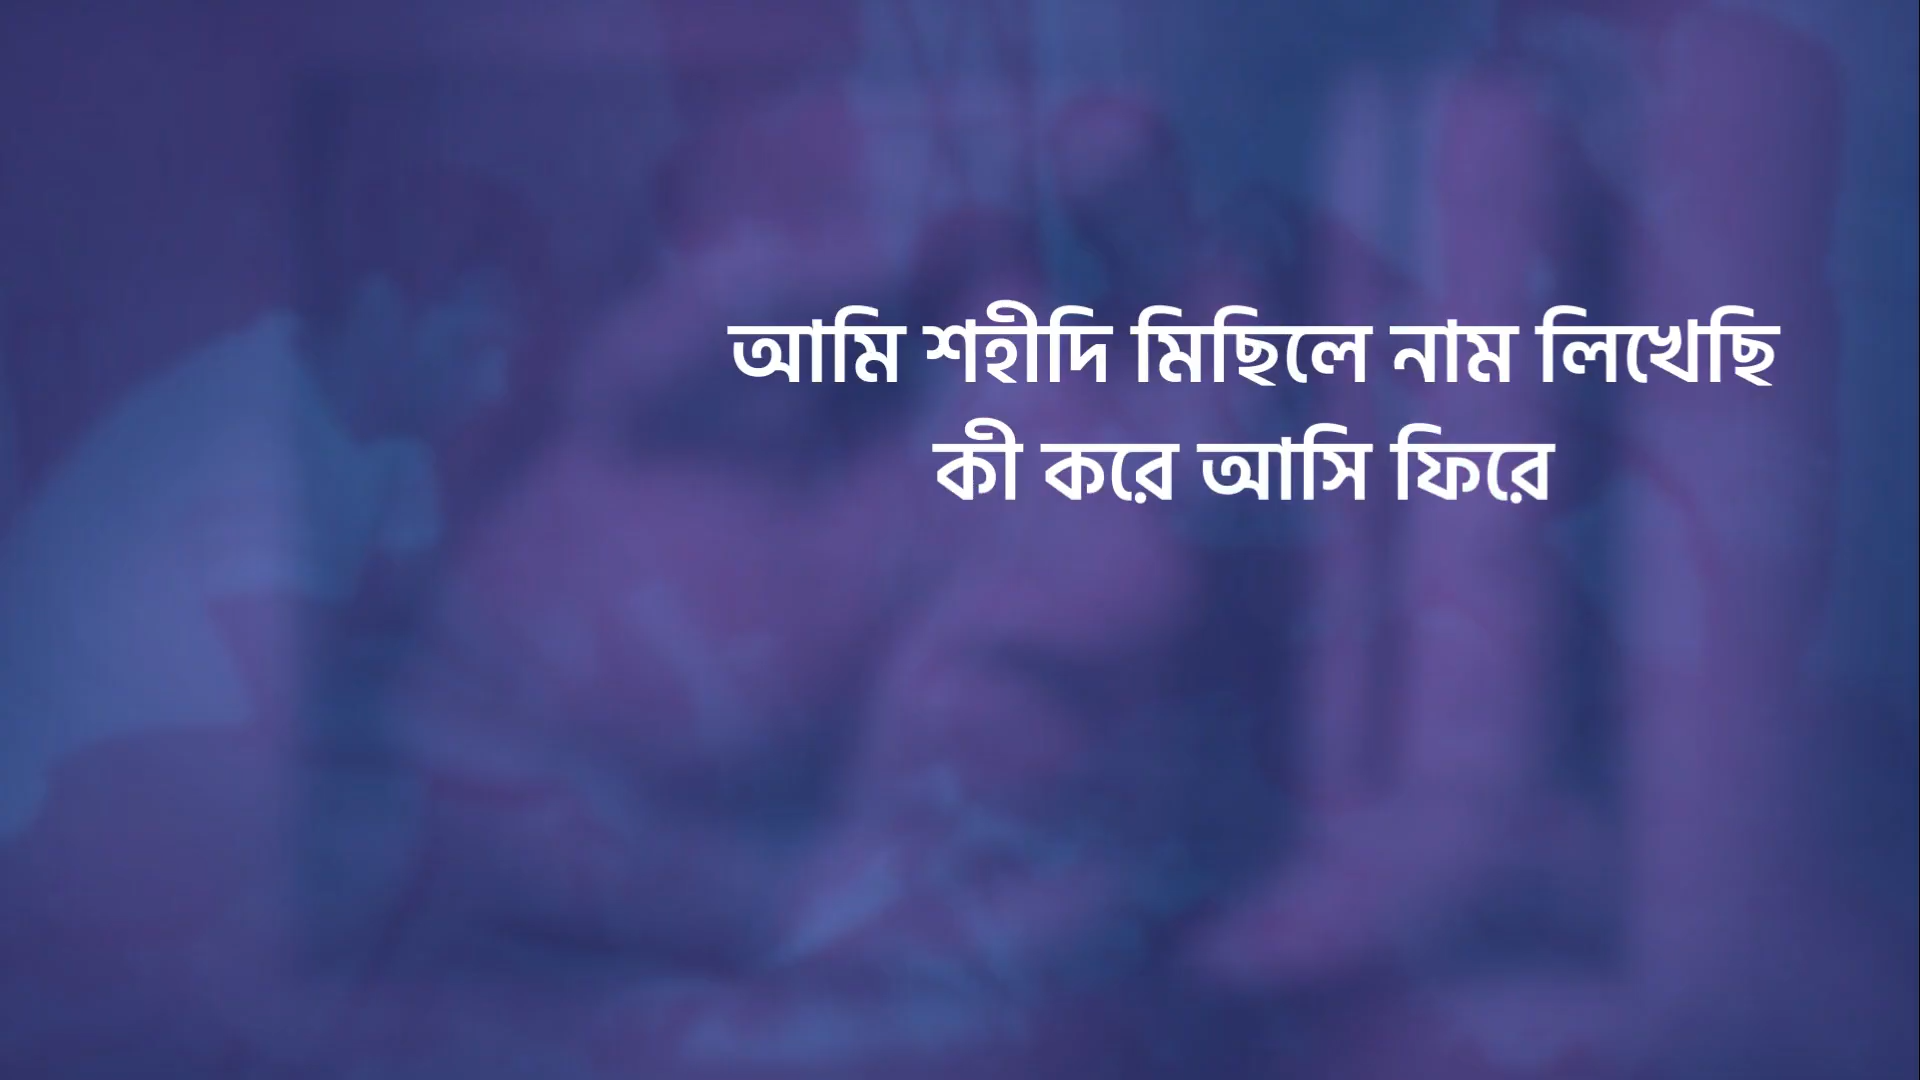 আমি শহীদি মিছিলে নাম লিখেছি
কী করে আসি ফিরে